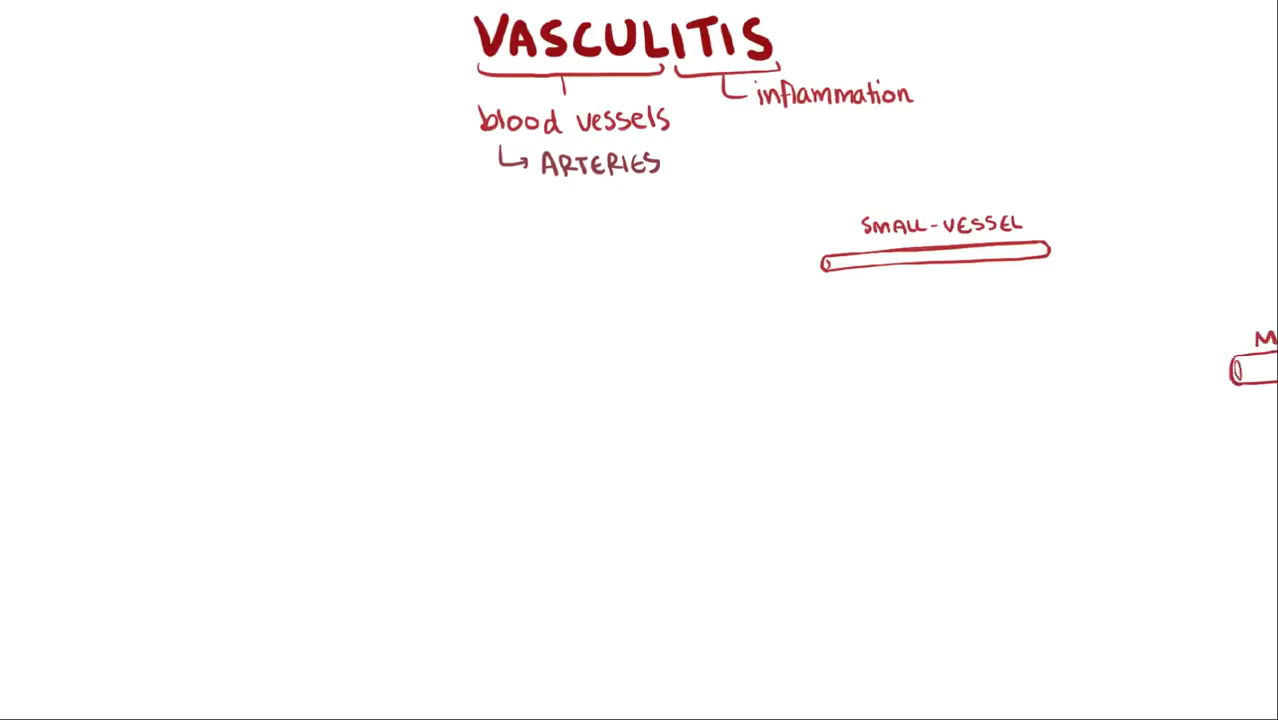 VASCULITIS
inflammation
blood vessels
ARTERIES
SMALL-VESSEL
M